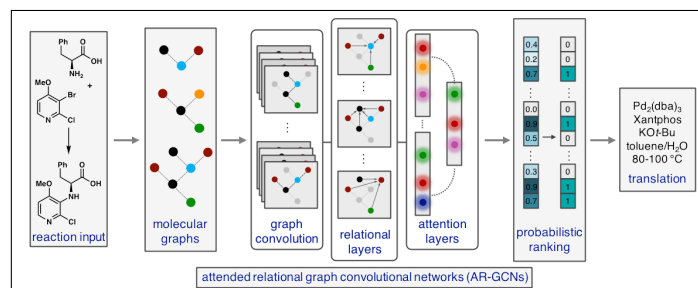 Ph
OH
O
NH2
+
MeO
Br
N
Cl
Ph
O
MeO
OH
NH
Cl
N
reaction input
molecular
graphs
graph
convolution
relational
layers
attention
layers
0.4
0
0.2
0
0.7
1
0.0
0
0.9
1
0.5
0
0.3
0
0.9
1
0.7
1
probabilistic
ranking
Pd2(dba)3
Xantphos
KOt-Bu
toluene/H2O
80-100 °C
translation
attended relational graph convolutional networks (AR-GCNs)